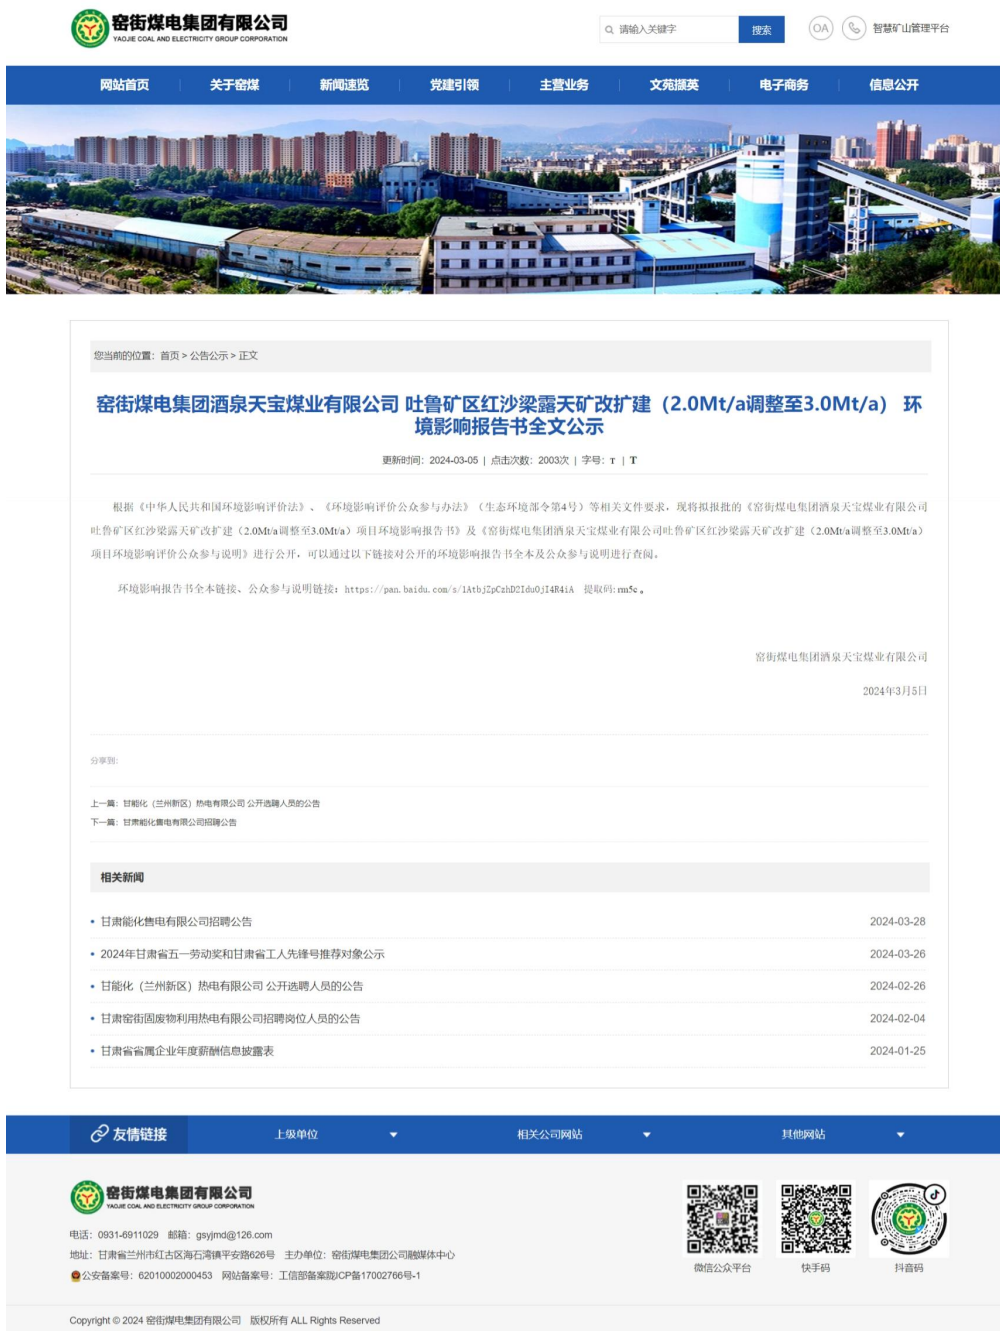 窑街煤电集团有限公司
YAOJIE COAL AND ELECTRICITY GROUP CORPORATION
请输入关键字
搜索
OA
智慧矿山管理平台
网站首页
关于窑煤
新闻速览
党建引领
主营业务
文苑撷英
电子商务
信息公开
您当前的位置：首页 > 公告公示 > 正文
窑街煤电集团酒泉天宝煤业有限公司 吐鲁矿区红沙梁露天矿改扩建（2.0Mt/a调整至3.0Mt/a） 环
境影响报告书全文公示
更新时间：2024-03-05 | 点击次数：2003次 | 字号：T | T
根据《中华人民共和国环境影响评价法》、《环境影响评价公众参与办法》（生态环境部令第4号）等相关文件要求，现将拟报批的《窑街煤电集团酒泉天宝煤业有限公司
吐鲁矿区红沙梁露天矿改扩建（2.0Mt/a调整至3.0Mt/a）项目环境影响报告书》及《窑街煤电集团酒泉天宝煤业有限公司吐鲁矿区红沙梁露天矿改扩建（2.0Mt/a调整至3.0Mt/a）
项目环境影响评价公众参与说明》进行公开，可以通过以下链接对公开的环境影响报告书全本及公众参与说明进行查阅。
环境影响报告书全本链接、公众参与说明链接：https://pan.baidu.com/s/1AtbjZpCzhD2IduOjI4R4iA 提取码:rm5c。
窑街煤电集团酒泉天宝煤业有限公司
2024年3月5日
分享到：
上一篇：甘能化（兰州新区）热电有限公司 公开选聘人员的公告
下一篇：甘肃能化售电有限公司招聘公告
相关新闻
• 甘肃能化售电有限公司招聘公告 2024-03-28
• 2024年甘肃省五一劳动奖和甘肃省工人先锋号推荐对象公示 2024-03-26
• 甘能化（兰州新区）热电有限公司 公开选聘人员的公告 2024-02-26
• 甘肃窑街固废物利用热电有限公司招聘岗位人员的公告 2024-02-04
• 甘肃省省属企业年度薪酬信息披露表 2024-01-25
友情链接
上级单位
相关公司网站
其他网站
窑街煤电集团有限公司
YAOJIE COAL AND ELECTRICITY GROUP CORPORATION
电话：0931-6911029 邮箱：gsyjmd@126.com
地址：甘肃省兰州市红古区海石湾镇平安路626号 主办单位：窑街煤电集团公司融媒体中心
公安备案号：62010002000453 网站备案号：工信部备案陇ICP备17002766号-1
微信公众平台
快手码
抖音码
Copyright © 2024 窑街煤电集团有限公司 版权所有 ALL Rights Reserved